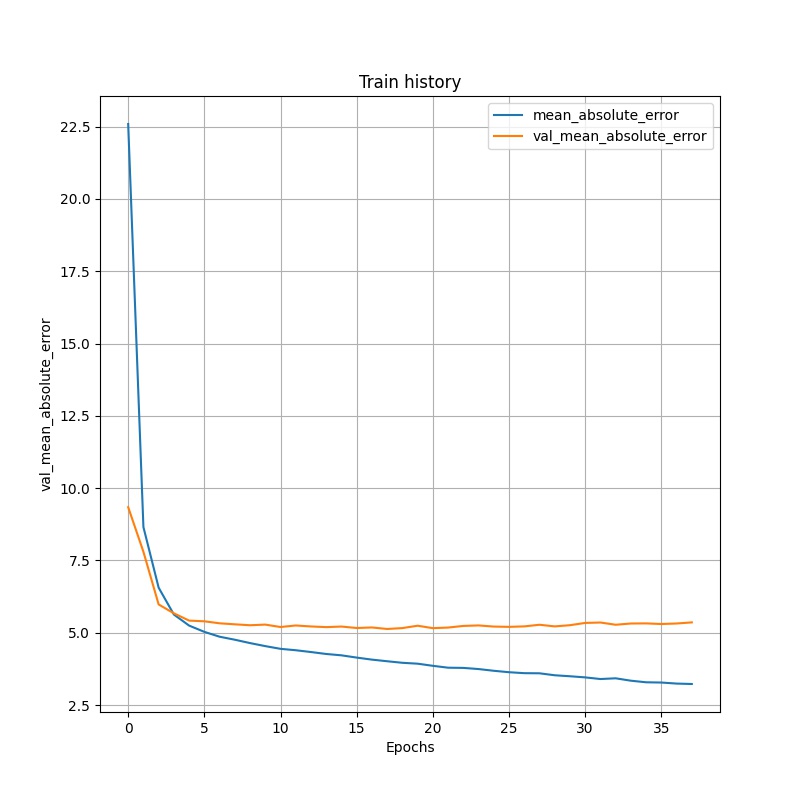 Train history
mean_absolute_error
val_mean_absolute_error
22.5
20.0
17.5
15.0
12.5
10.0
7.5
5.0
2.5
val_mean_absolute_error
0 5 10 15 20 25 30 35
Epochs